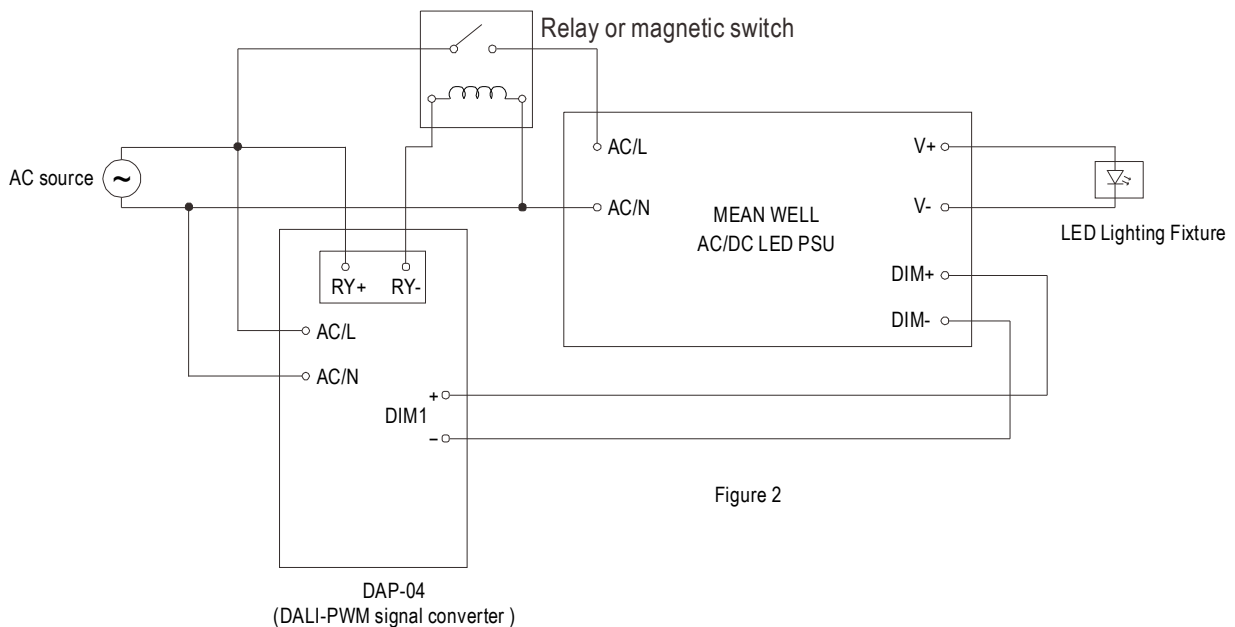 Relay or magnetic switch
AC/L
V+
AC source
~
AC/N
MEAN WELL
AC/DC LED PSU
V-
LED Lighting Fixture
RY+ RY-
DIM+
DIM-
AC/L
AC/N
+
DIM1
–
Figure 2
DAP-04
(DALI-PWM signal converter )